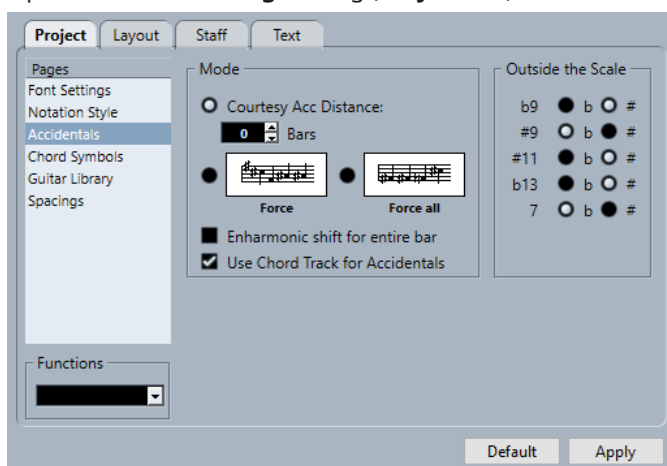 Project Layout Staff Text
Pages
Font Settings
Notation Style
Accidentals
Chord Symbols
Guitar Library
Spacings
Functions
Mode
Courtesy Acc Distance:
0 Bars
Force Force all
Enharmonic shift for entire bar
Use Chord Track for Accidentals
Outside the Scale
b9 b #
#9 b #
#11 b #
b13 b #
7 b #
Default Apply